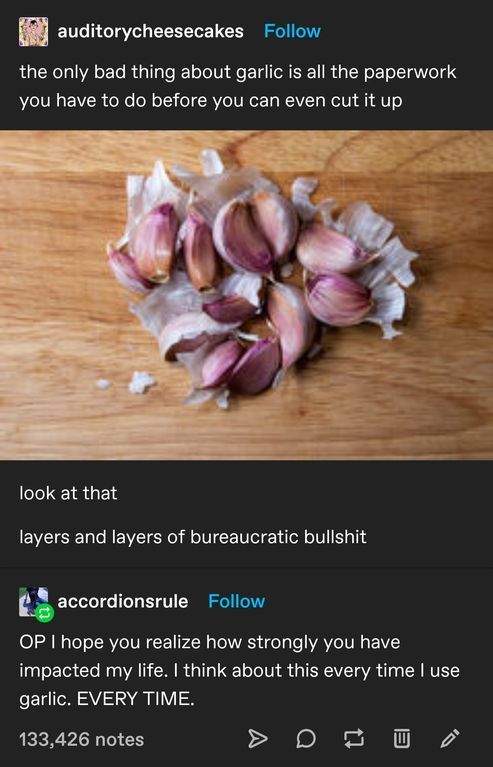 auditorycheesecakes Follow
the only bad thing about garlic is all the paperwork
you have to do before you can even cut it up
look at that
layers and layers of bureaucratic bullshit
accordionsrule Follow
OP I hope you realize how strongly you have
impacted my life. I think about this every time I use
garlic. EVERY TIME.
133,426 notes